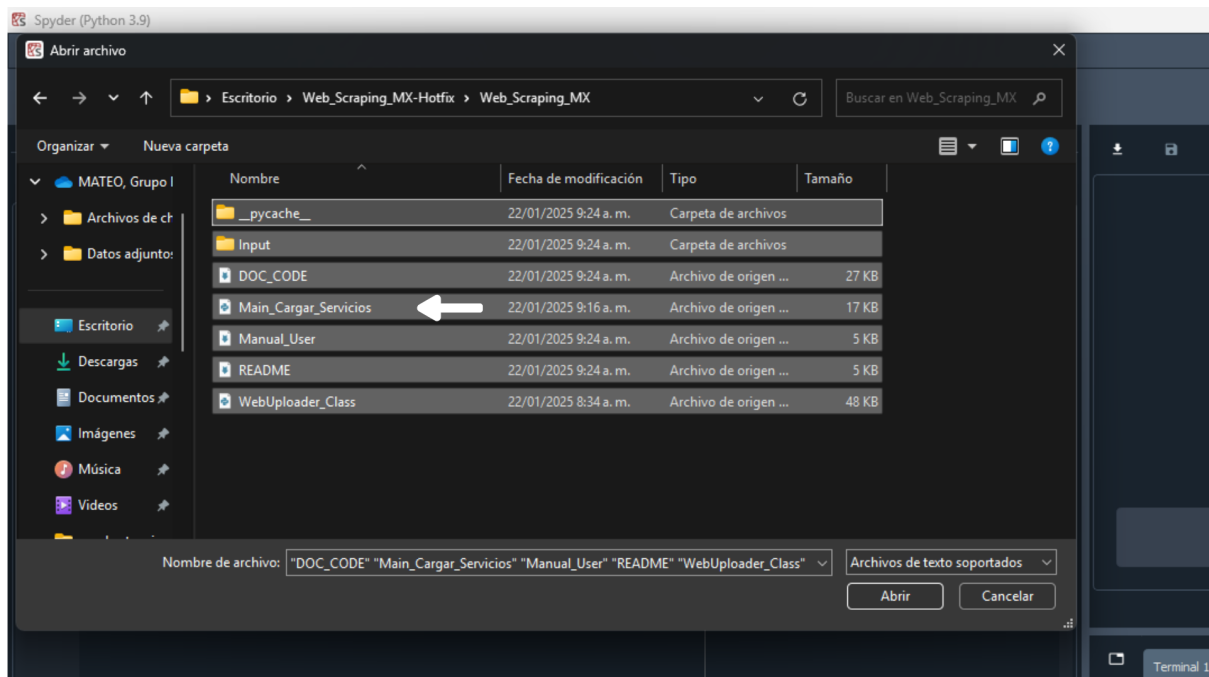 Spyder (Python 3.9)
Abrir archivo
Escritorio › Web_Scraping_MX-Hotfix › Web_Scraping_MX
Buscar en Web_Scraping_MX
Organizar
Nueva carpeta
MATEO, Grupo
Archivos de
Datos adjuntos
Escritorio
Descargas
Documentos
Imágenes
Música
Videos
Nombre Fecha de modificación Tipo Tamaño
__pycache__ 22/01/2025 9:24 a. m. Carpeta de archivos
Input 22/01/2025 9:24 a. m. Carpeta de archivos
DOC_CODE 22/01/2025 9:24 a. m. Archivo de origen ... 27 KB
Main_Cargar_Servicios 22/01/2025 9:16 a. m. Archivo de origen ... 17 KB
Manual_User 22/01/2025 9:24 a. m. Archivo de origen ... 5 KB
README 22/01/2025 9:24 a. m. Archivo de origen ... 5 KB
WebUploader_Class 22/01/2025 8:34 a. m. Archivo de origen ... 48 KB
Nombre de archivo: "DOC_CODE" "Main_Cargar_Servicios" "Manual_User" "README" "WebUploader_Class"
Archivos de texto soportados
Abrir
Cancelar
Terminal 1